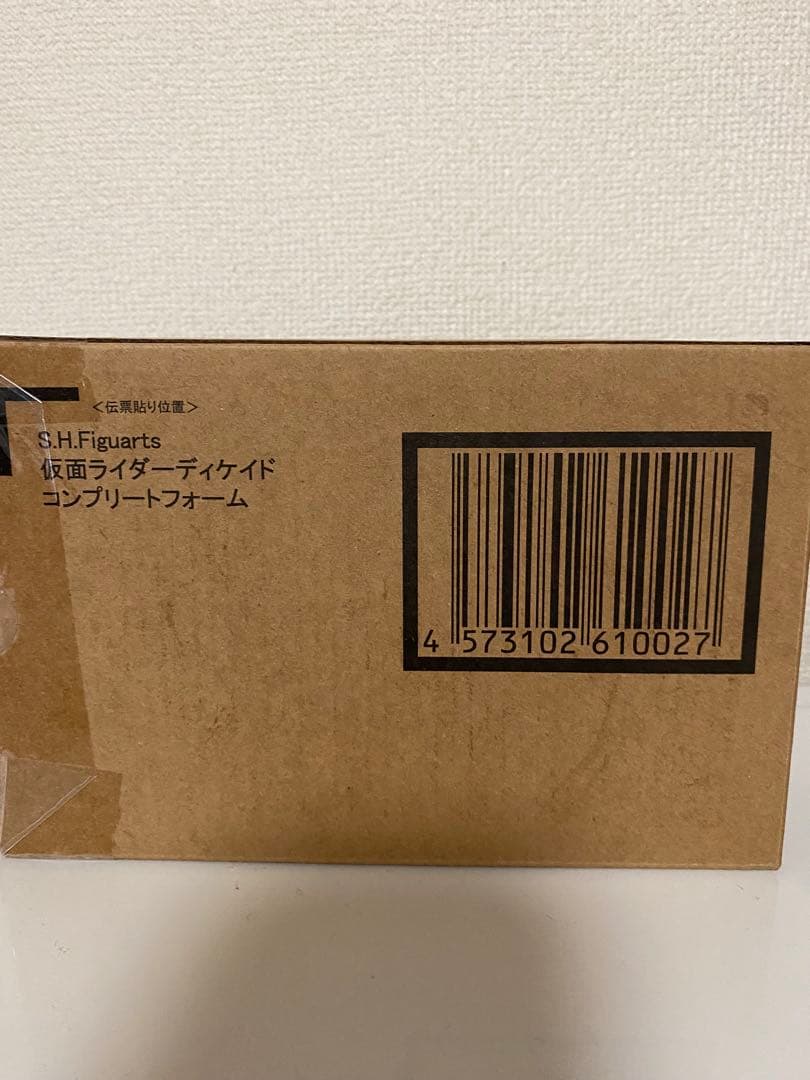 ＜伝票貼り位置＞
S.H.Figuarts
仮面ライダーディケイド
コンプリートフォーム
4 573102 610027